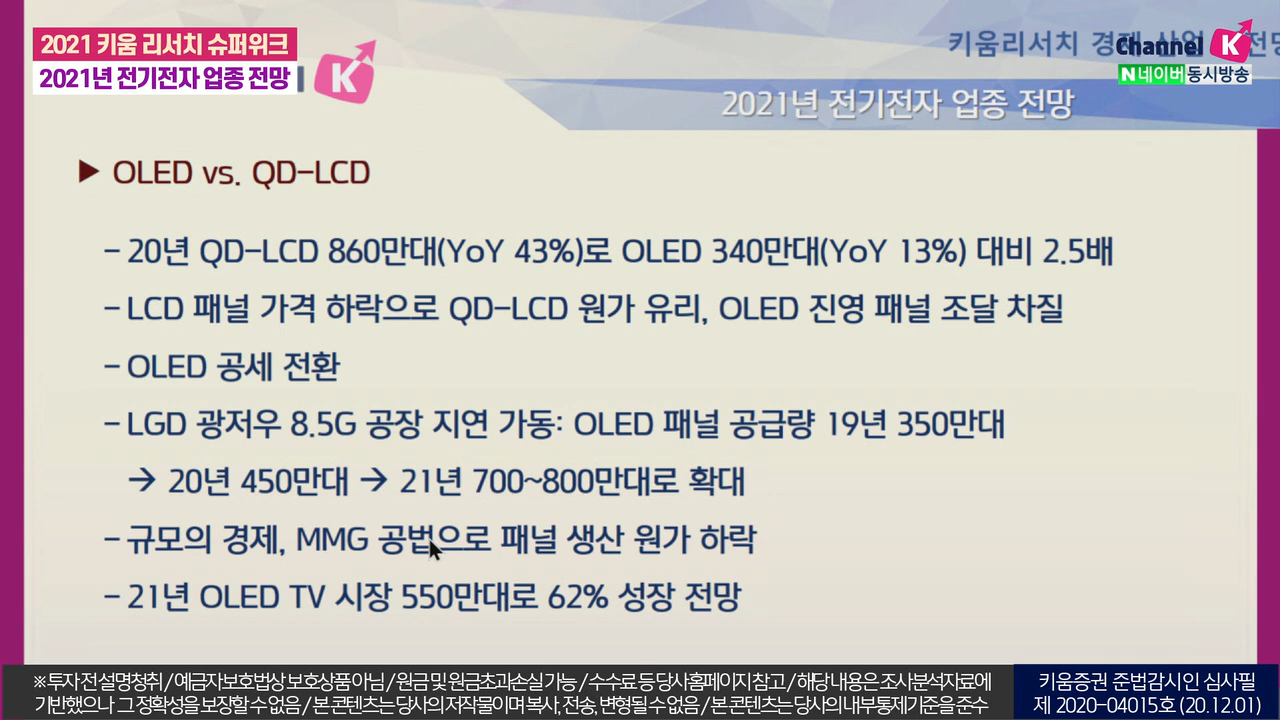 2021 키움 리서치 슈퍼위크
2021년 전기전자 업종 전망
키움리서치 경제 산업 전망
Channel K
N 네이버 동시방송
K
2021년 전기전자 업종 전망
▶ OLED vs. QD-LCD
- 20년 QD-LCD 860만대(YoY 43%)로 OLED 340만대(YoY 13%) 대비 2.5배
- LCD 패널 가격 하락으로 QD-LCD 원가 유리, OLED 진영 패널 조달 차질
- OLED 공세 전환
- LGD 광저우 8.5G 공장 지연 가동: OLED 패널 공급량 19년 350만대
→ 20년 450만대 → 21년 700~800만대로 확대
- 규모의 경제, MMG 공법으로 패널 생산 원가 하락
- 21년 OLED TV 시장 550만대로 62% 성장 전망
※ 투자 전 설명청취 / 예금자보호법상 보호상품 아님 / 원금 및 원금초과손실 가능 / 수수료 등 당사홈페이지 참고 / 해당 내용은 조사분석자료에
기반했으나 그 정확성을 보장할 수 없음 / 본 콘텐츠는 당사의 저작물이며 복사, 전송, 변형될 수 없음 / 본 콘텐츠는 당사의 내부통제기준을 준수
키움증권 준법감시인 심사필
제 2020-04015호 (20.12.01)